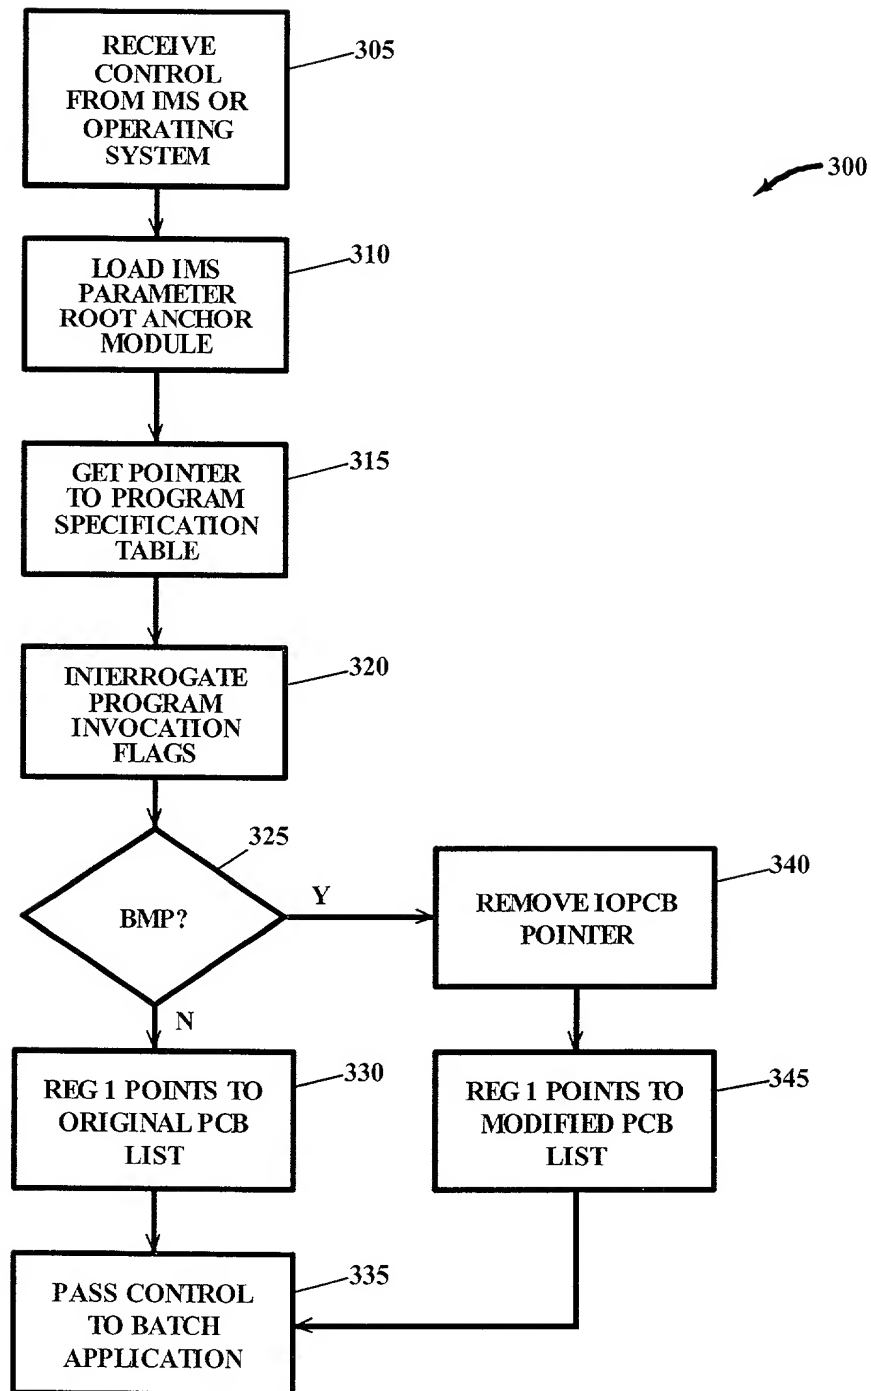 RECEIVE
CONTROL
FROM IMS OR
OPERATING
SYSTEM
305
300
LOAD IMS
PARAMETER
ROOT ANCHOR
MODULE
310
GET POINTER
TO PROGRAM
SPECIFICATION
TABLE
315
INTERROGATE
PROGRAM
INVOCATION
FLAGS
320
BMP?
325
Y
N
REMOVE IOPCB
POINTER
340
REG 1 POINTS TO
ORIGINAL PCB
LIST
330
REG 1 POINTS TO
MODIFIED PCB
LIST
345
PASS CONTROL
TO BATCH
APPLICATION
335